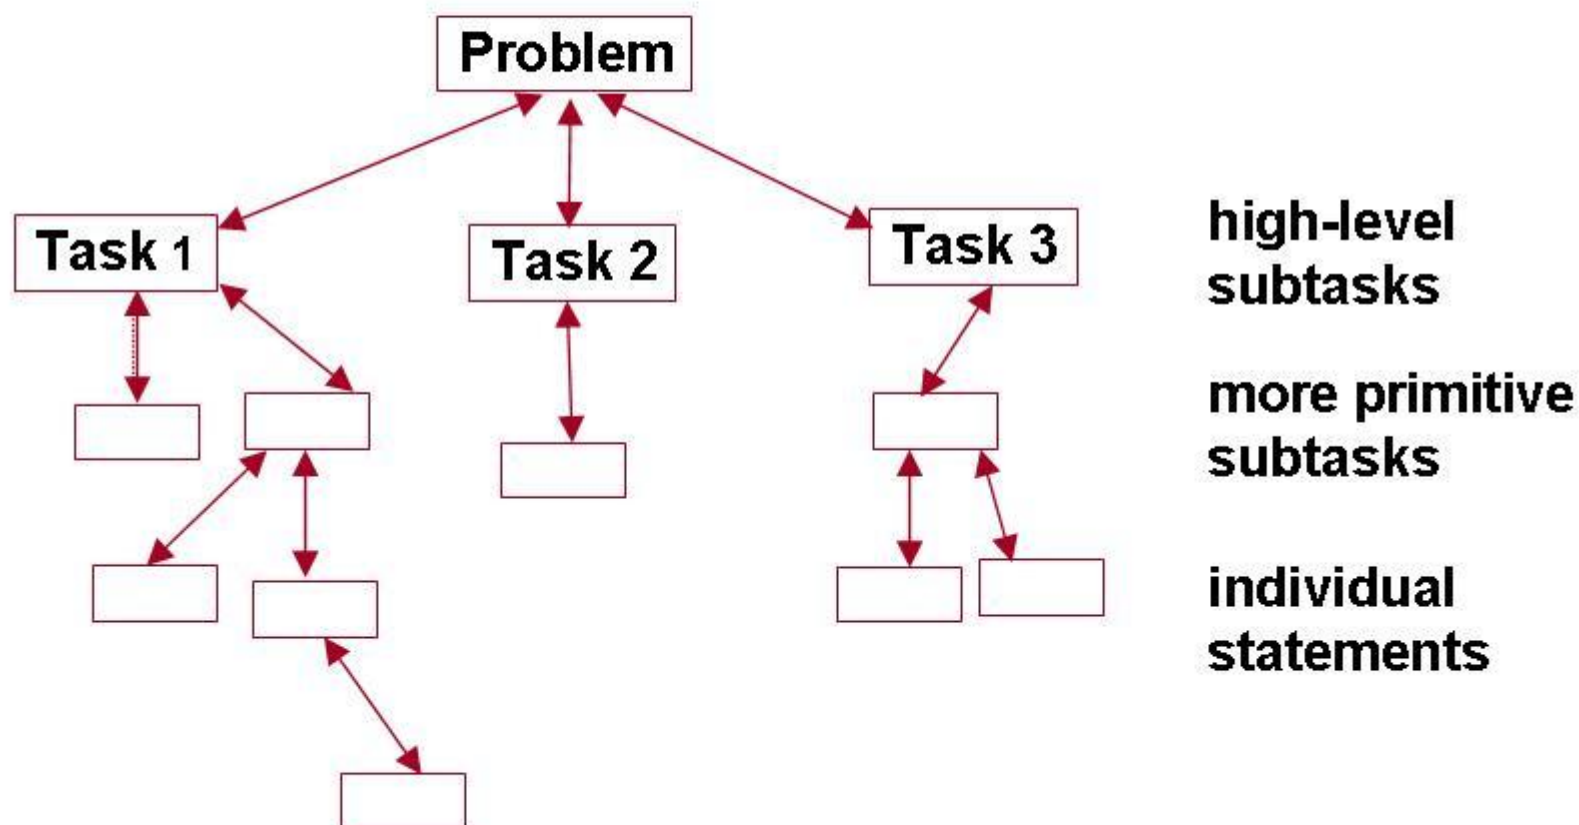 Problem
Task 1
Task 2
Task 3
high-level
subtasks
more primitive
subtasks
individual
statements